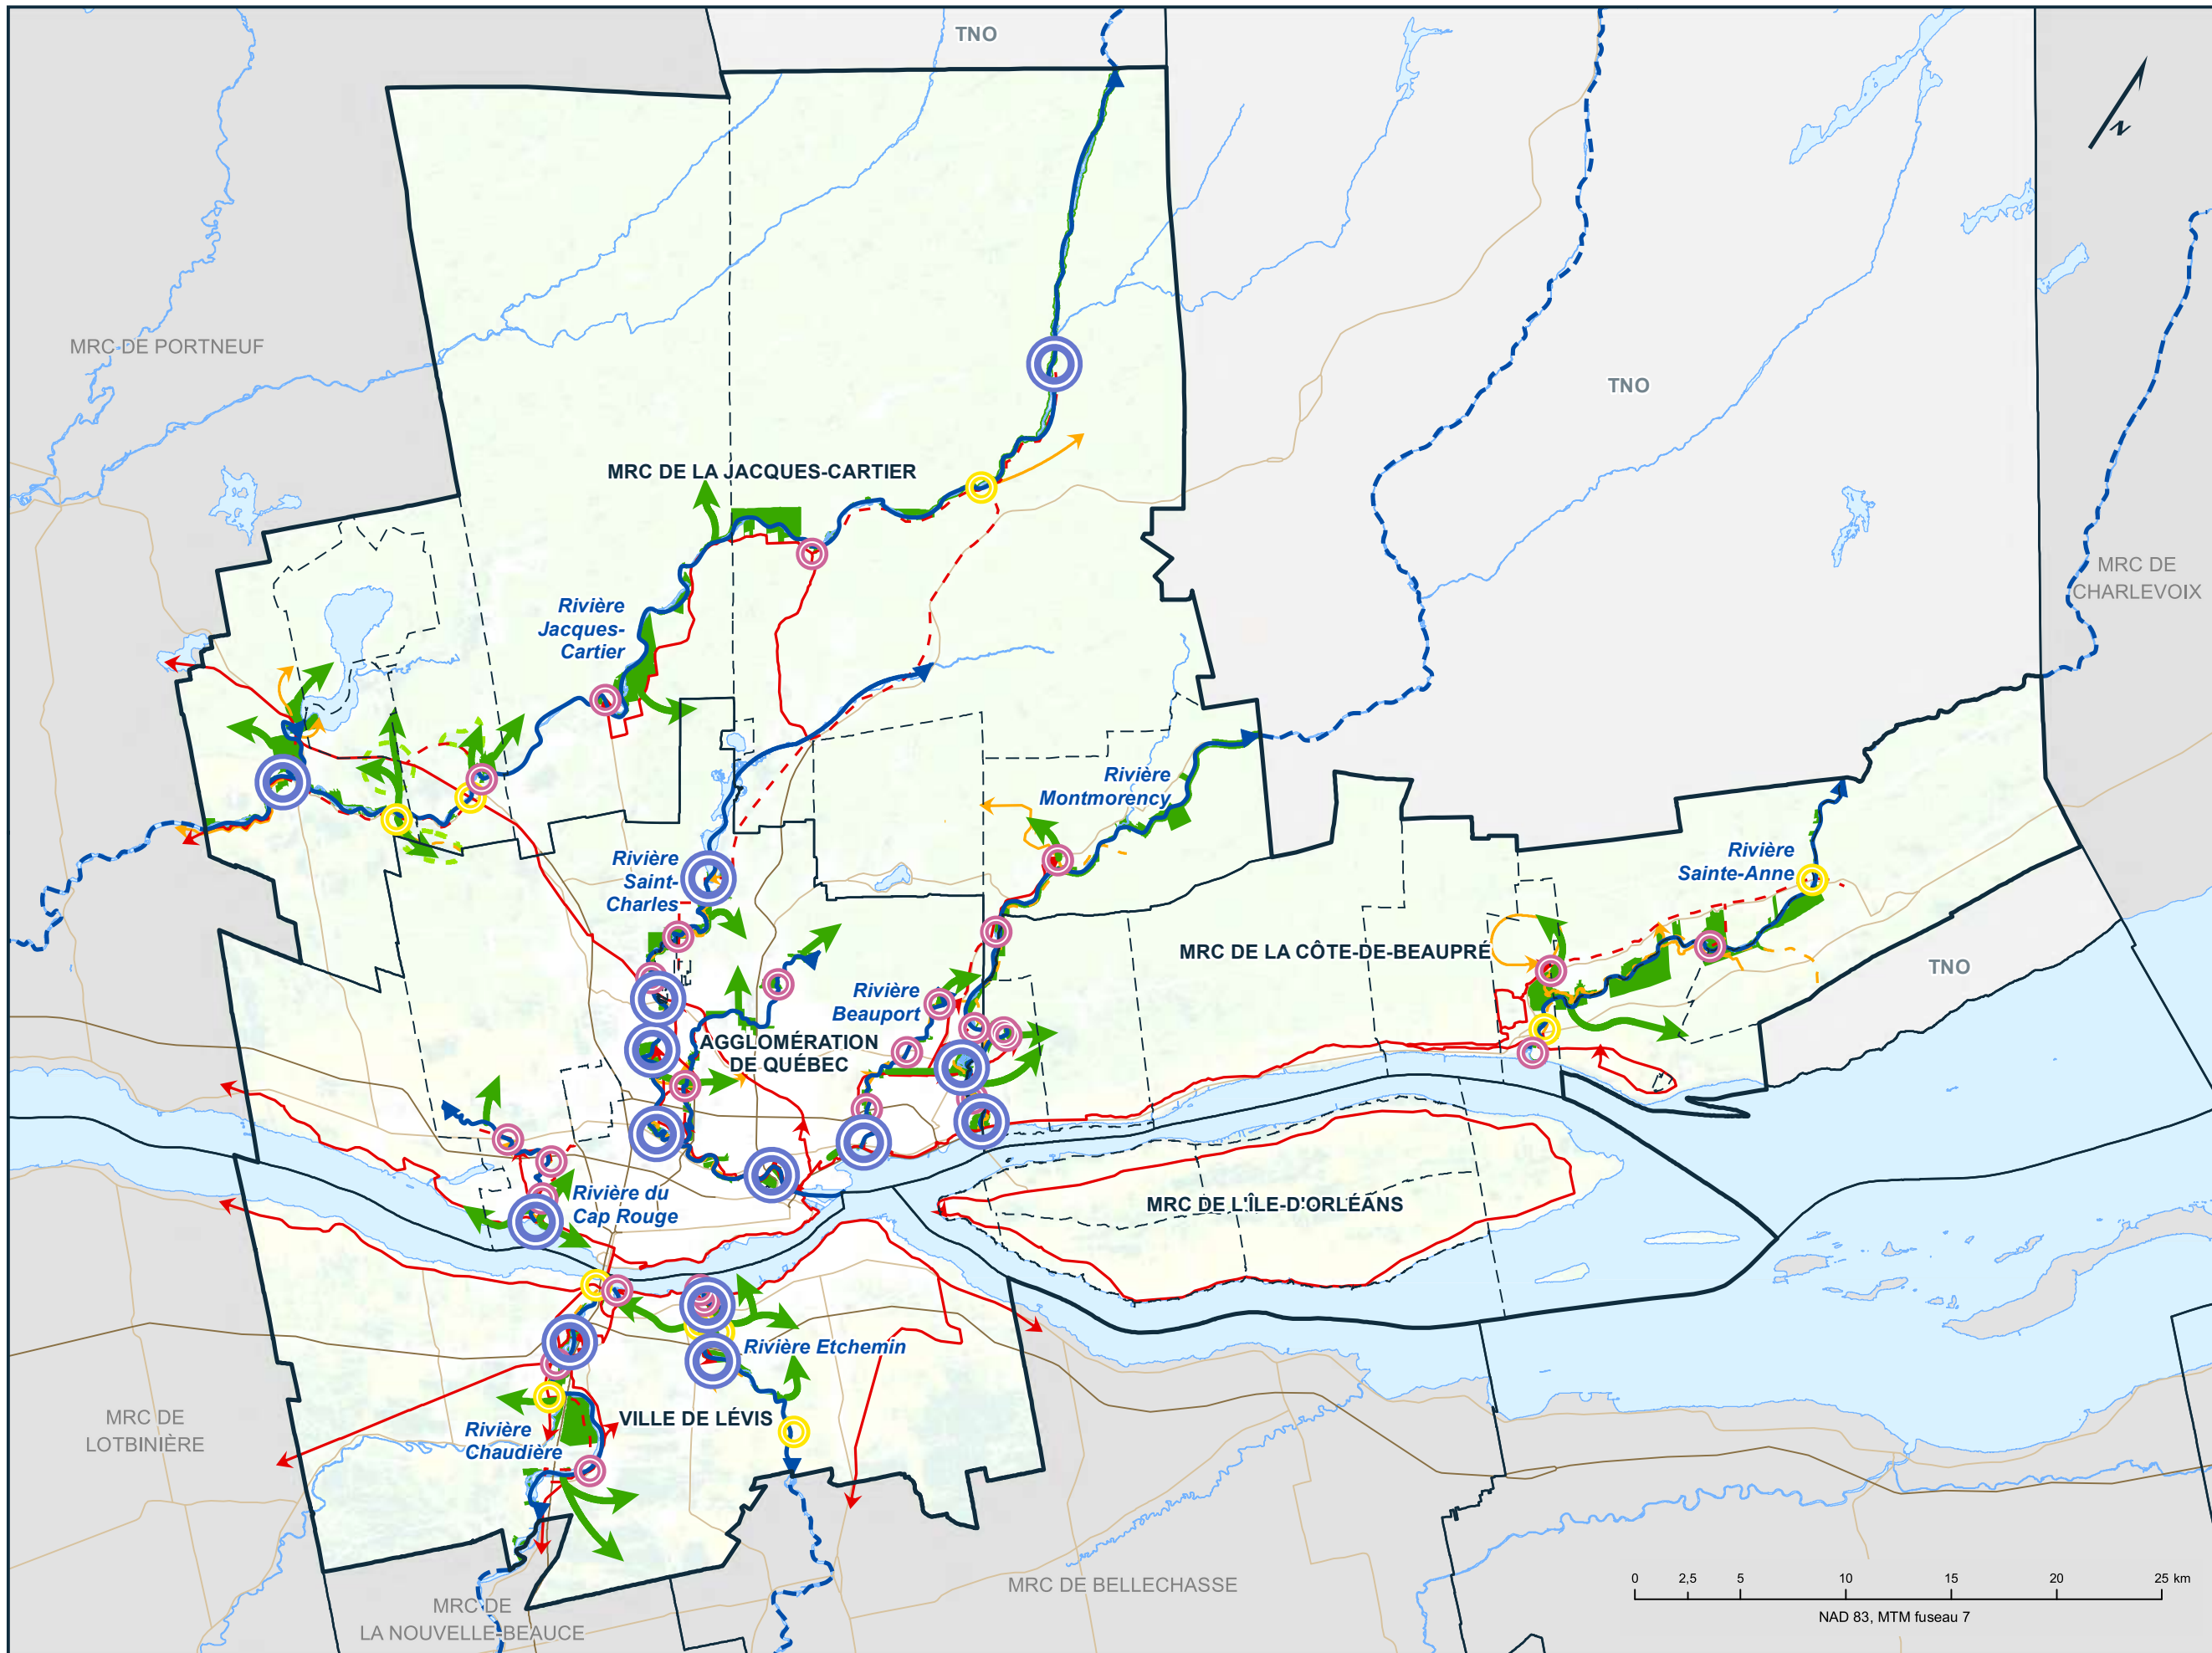 TNO
N
MRC DE PORTNEUF
TNO
MRC DE LA JACQUES-CARTIER
MRC DE
CHARLEVOIX
Rivière
Jacques-
Cartier
Rivière
Montmorency
Rivière
Saint-
Charles
Rivière
Sainte-Anne
MRC DE LA CÔTE-DE-BEAUPRÉ
TNO
Rivière
Beauport
AGGLOMÉRATION
DE QUÉBEC
Rivière du
Cap Rouge
MRC DE L'ÎLE-D'ORLÉANS
Rivière Etchemin
MRC DE
LOTBINIÈRE
VILLE DE LÉVIS
Rivière
Chaudière
MRC DE BELLECHASSE
MRC DE
LA NOUVELLE-BEAUCE
0 2,5 5 10 15 20 25 km
NAD 83, MTM fuseau 7